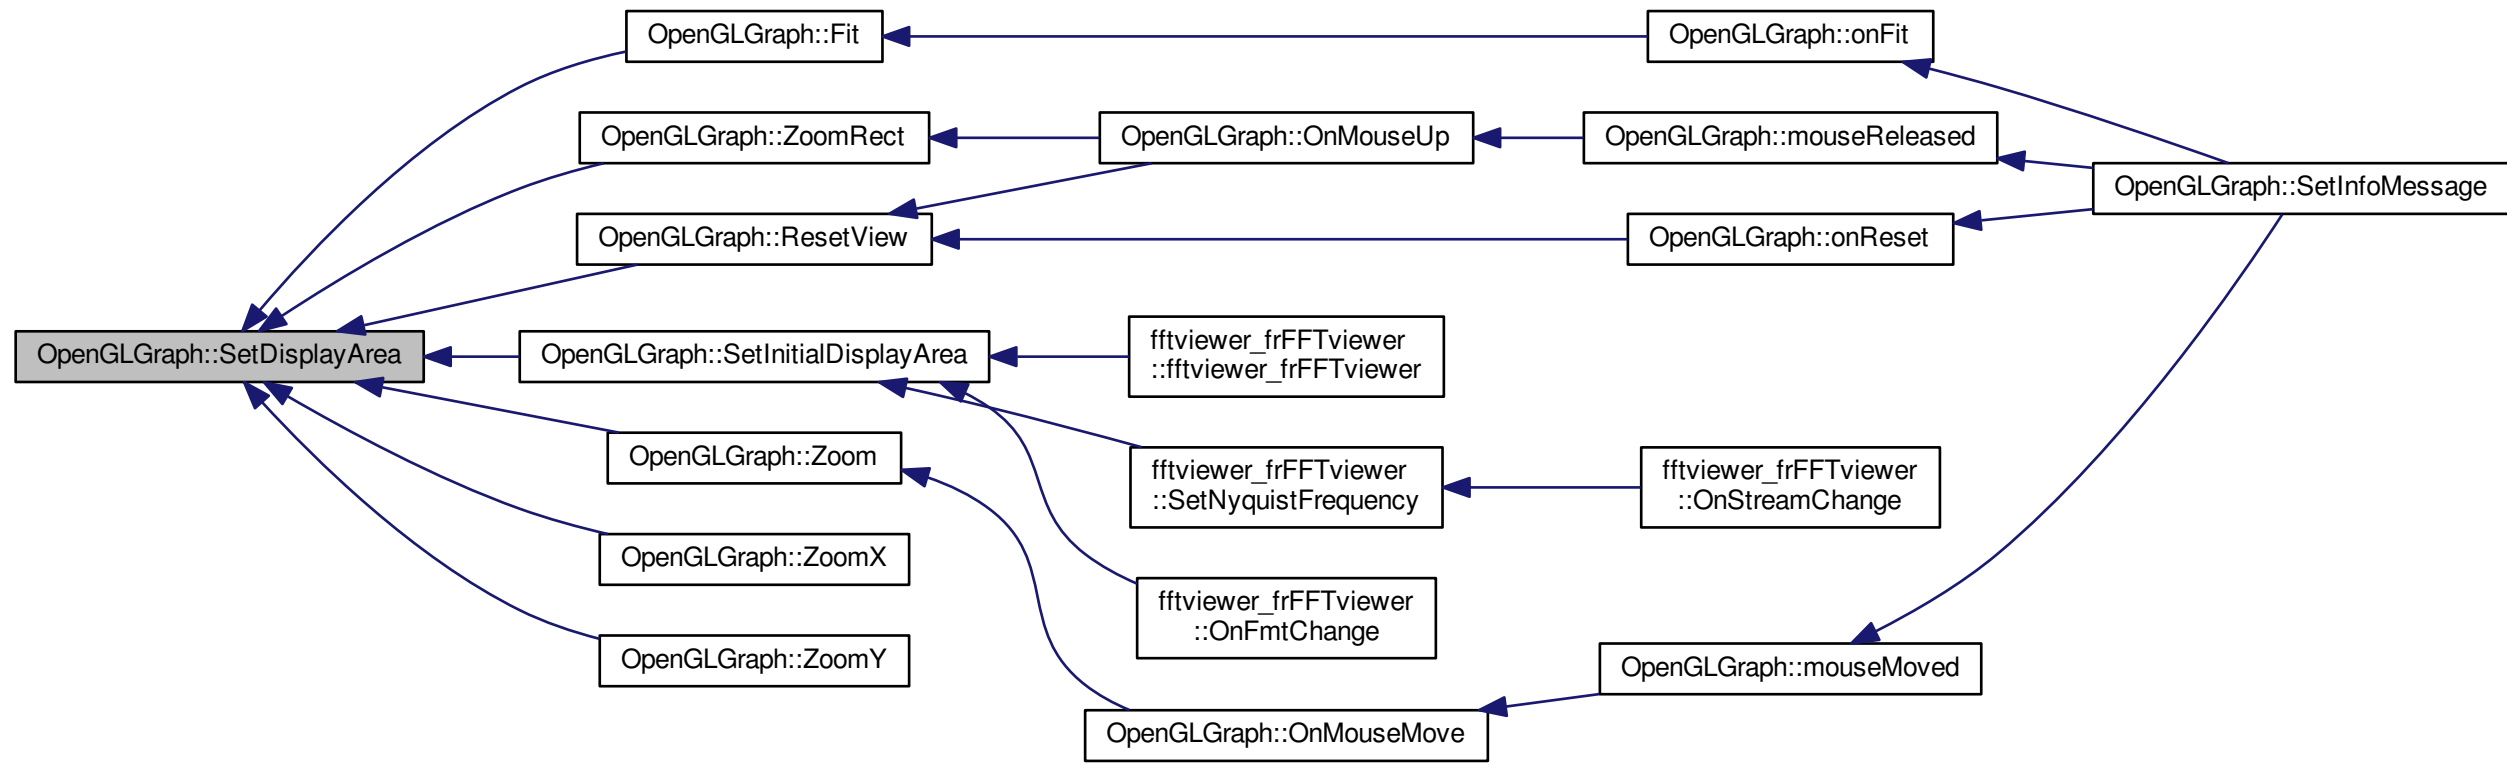 OpenGLGraph::Fit
OpenGLGraph::onFit
OpenGLGraph::ZoomRect
OpenGLGraph::OnMouseUp
OpenGLGraph::mouseReleased
OpenGLGraph::SetInfoMessage
OpenGLGraph::ResetView
OpenGLGraph::onReset
OpenGLGraph::SetDisplayArea
OpenGLGraph::SetInitialDisplayArea
fftviewer_frFFTviewer
::fftviewer_frFFTviewer
OpenGLGraph::Zoom
fftviewer_frFFTviewer
::SetNyquistFrequency
fftviewer_frFFTviewer
::OnStreamChange
OpenGLGraph::ZoomX
fftviewer_frFFTviewer
::OnFmtChange
OpenGLGraph::ZoomY
OpenGLGraph::mouseMoved
OpenGLGraph::OnMouseMove